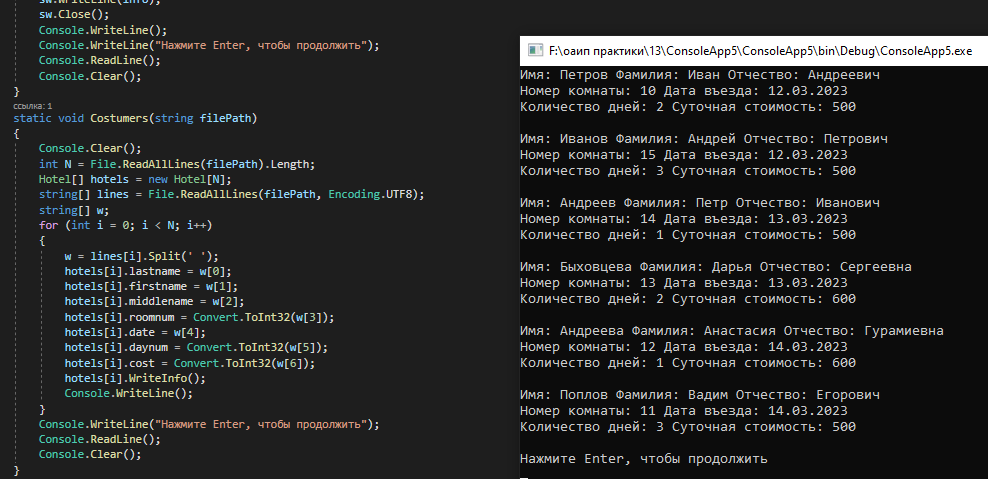 sw.WriteLine(info);
sw.Close();
Console.WriteLine();
Console.WriteLine("Нажмите Enter, чтобы продолжить");
Console.ReadLine();
Console.Clear();
}
ссылка: 1
static void Costumers(string filePath)
{
Console.Clear();
int N = File.ReadAllLines(filePath).Length;
Hotel[] hotels = new Hotel[N];
string[] lines = File.ReadAllLines(filePath, Encoding.UTF8);
string[] w;
for (int i = 0; i < N; i++)
{
w = lines[i].Split(' ');
hotels[i].lastname = w[0];
hotels[i].firstname = w[1];
hotels[i].middlename = w[2];
hotels[i].roomnum = Convert.ToInt32(w[3]);
hotels[i].date = w[4];
hotels[i].daynum = Convert.ToInt32(w[5]);
hotels[i].cost = Convert.ToInt32(w[6]);
hotels[i].WriteInfo();
Console.WriteLine();
}
Console.WriteLine("Нажмите Enter, чтобы продолжить");
Console.ReadLine();
Console.Clear();
}
F:\оаип практики\13\ConsoleApp5\ConsoleApp5\bin\Debug\ConsoleApp5.exe
Имя: Петров Фамилия: Иван Отчество: Андреевич
Номер комнаты: 10 Дата въезда: 12.03.2023
Количество дней: 2 Суточная стоимость: 500
Имя: Иванов Фамилия: Андрей Отчество: Петрович
Номер комнаты: 15 Дата въезда: 12.03.2023
Количество дней: 3 Суточная стоимость: 500
Имя: Андреев Фамилия: Петр Отчество: Иванович
Номер комнаты: 14 Дата въезда: 13.03.2023
Количество дней: 1 Суточная стоимость: 500
Имя: Быховцева Фамилия: Дарья Отчество: Сергеевна
Номер комнаты: 13 Дата въезда: 13.03.2023
Количество дней: 2 Суточная стоимость: 600
Имя: Андреева Фамилия: Анастасия Отчество: Гурамиевна
Номер комнаты: 12 Дата въезда: 14.03.2023
Количество дней: 1 Суточная стоимость: 600
Имя: Поплов Фамилия: Вадим Отчество: Егорович
Номер комнаты: 11 Дата въезда: 14.03.2023
Количество дней: 3 Суточная стоимость: 500
Нажмите Enter, чтобы продолжить